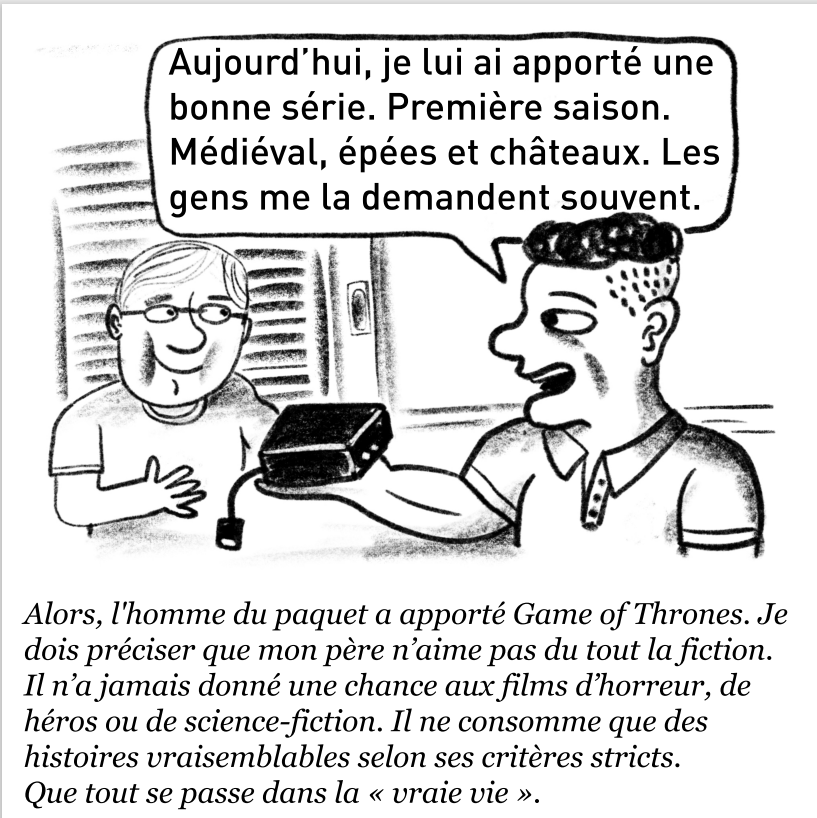 Aujourd’hui, je lui ai apporté une
bonne série. Première saison.
Médiéval, épées et châteaux. Les
gens me la demandent souvent.
Alors, l'homme du paquet a apporté Game of Thrones. Je
dois préciser que mon père n’aime pas du tout la fiction.
Il n’a jamais donné une chance aux films d’horreur, de
héros ou de science-fiction. Il ne consomme que des
histoires vraisemblables selon ses critères stricts.
Que tout se passe dans la « vraie vie ».